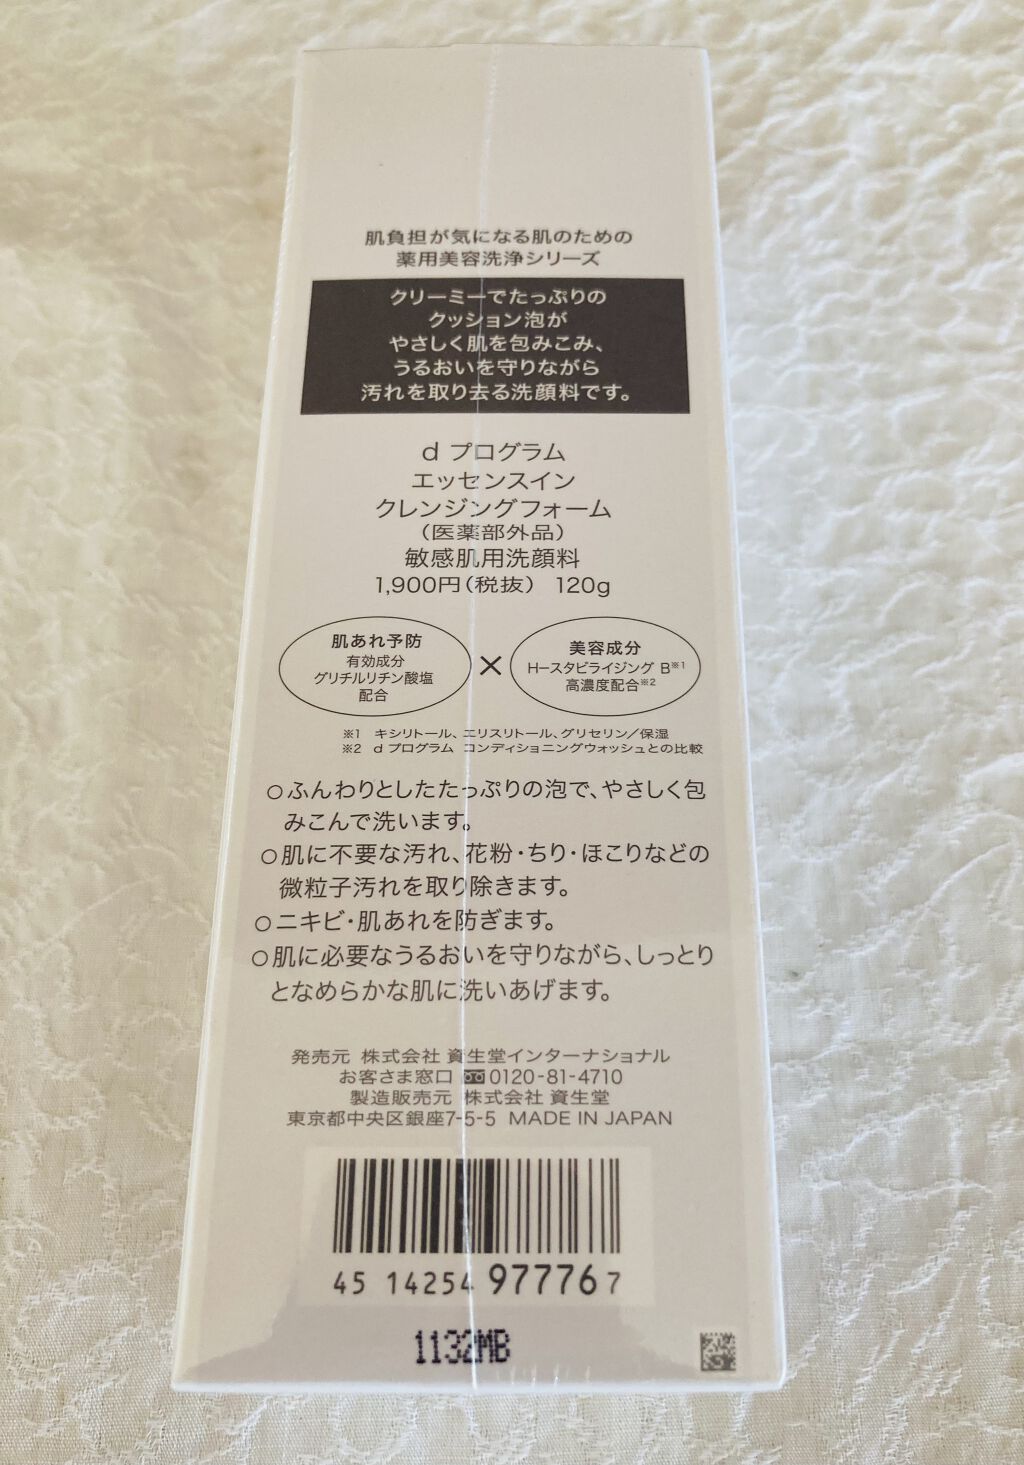 肌負担が気になる肌のための
薬用美容洗浄シリーズ
クリーミーでたっぷりの
クッション泡が
やさしく肌を包みこみ、
うるおいを守りながら
汚れを取り去る洗顔料です。
d プログラム
エッセンスイン
クレンジングフォーム
(医薬部外品)
敏感肌用洗顔料
1,900円(税抜) 120g
肌あれ予防
有効成分
グリチルリチン酸塩
配合
×
美容成分
H－スタビライジング B※1
高濃度配合※2
※1 キシリトール、エリスリトール、グリセリン／保湿
※2 d プログラム コンディショニングウォッシュとの比較
○ふんわりとしたたっぷりの泡で、やさしく包
みこんで洗います。
○肌に不要な汚れ、花粉・ちり・ほこりなどの
微粒子汚れを取り除きます。
○ニキビ・肌あれを防ぎます。
○肌に必要なうるおいを守りながら、しっとり
となめらかな肌に洗いあげます。
発売元 株式会社 資生堂インターナショナル
お客さま窓口 0120-81-4710
製造販売元 株式会社 資生堂
東京都中央区銀座7-5-5 MADE IN JAPAN
45 14254 97776 7
1132MB